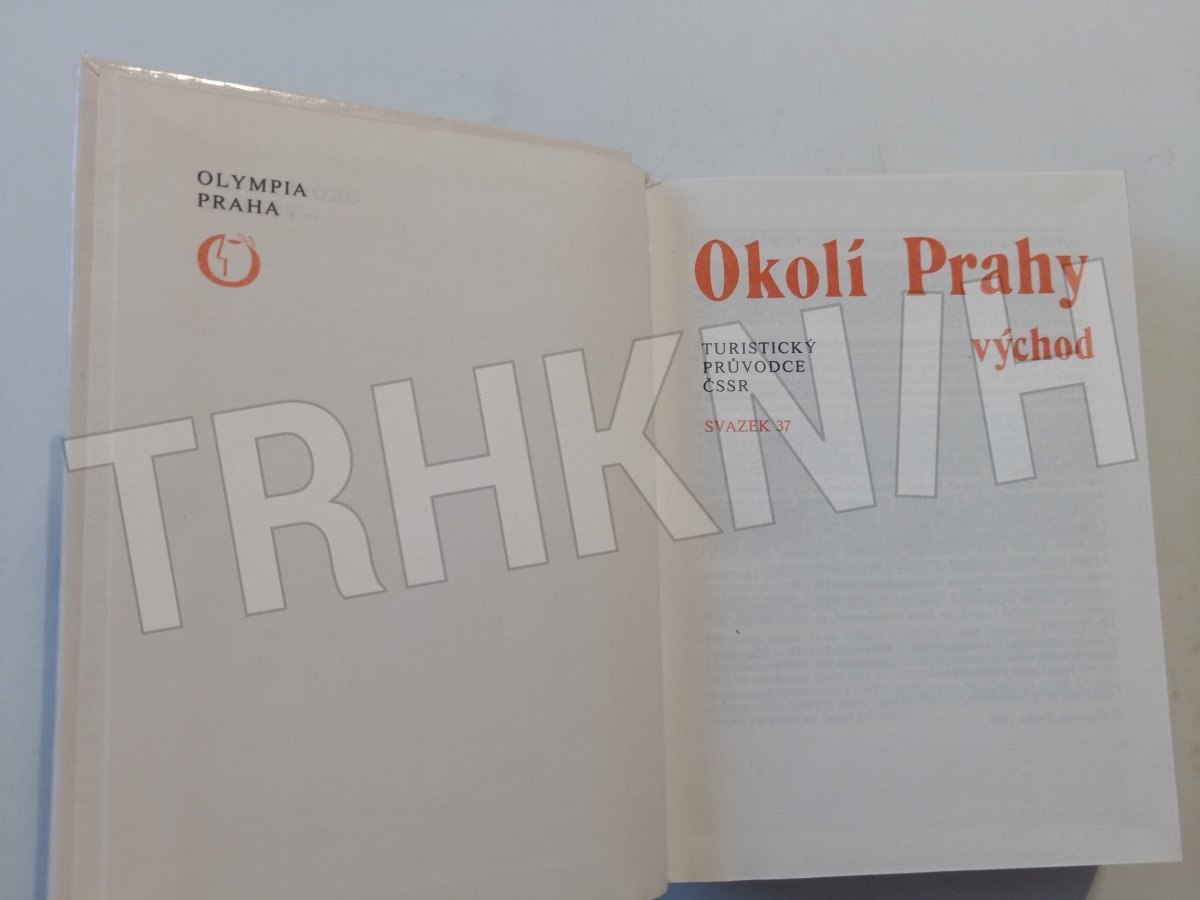 OLYMPIA
PRAHA
Okolí Prahy
východ
TURISTICKÝ
PRŮVODCE
ČSSR
SVAZEK 37
TRHKNIH